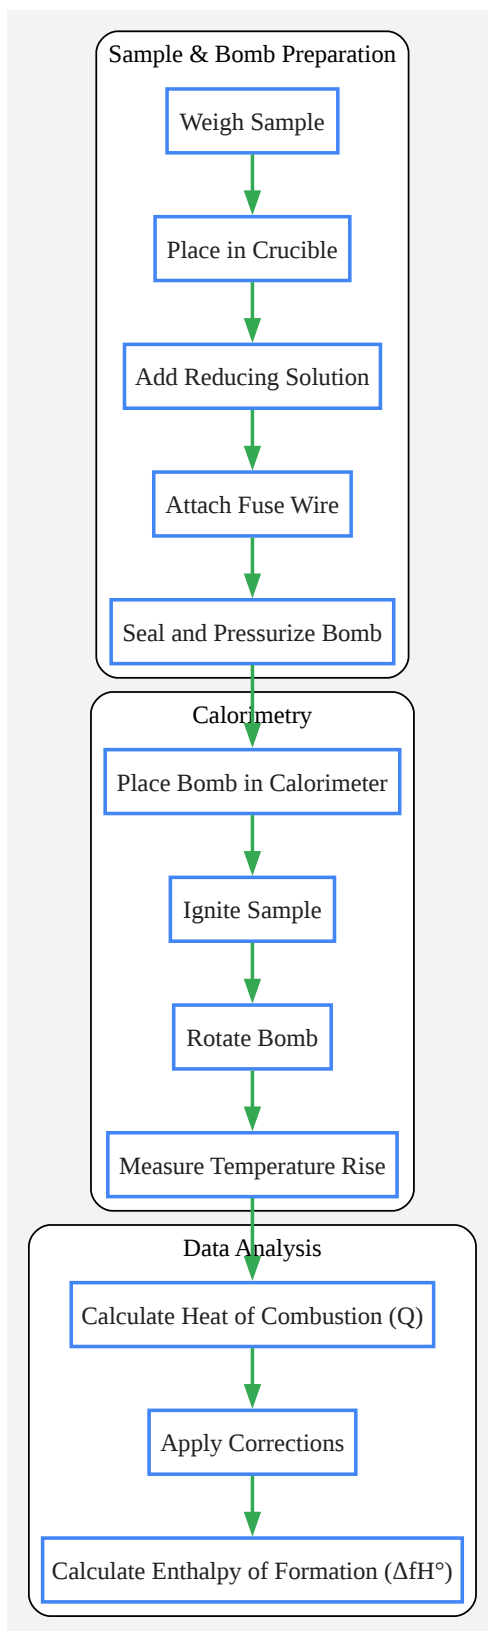 Sample & Bomb Preparation
Weigh Sample
Place in Crucible
Add Reducing Solution
Attach Fuse Wire
Seal and Pressurize Bomb
Calorimetry
Place Bomb in Calorimeter
Ignite Sample
Rotate Bomb
Measure Temperature Rise
Data Analysis
Calculate Heat of Combustion (Q)
Apply Corrections
Calculate Enthalpy of Formation (ΔfH°)